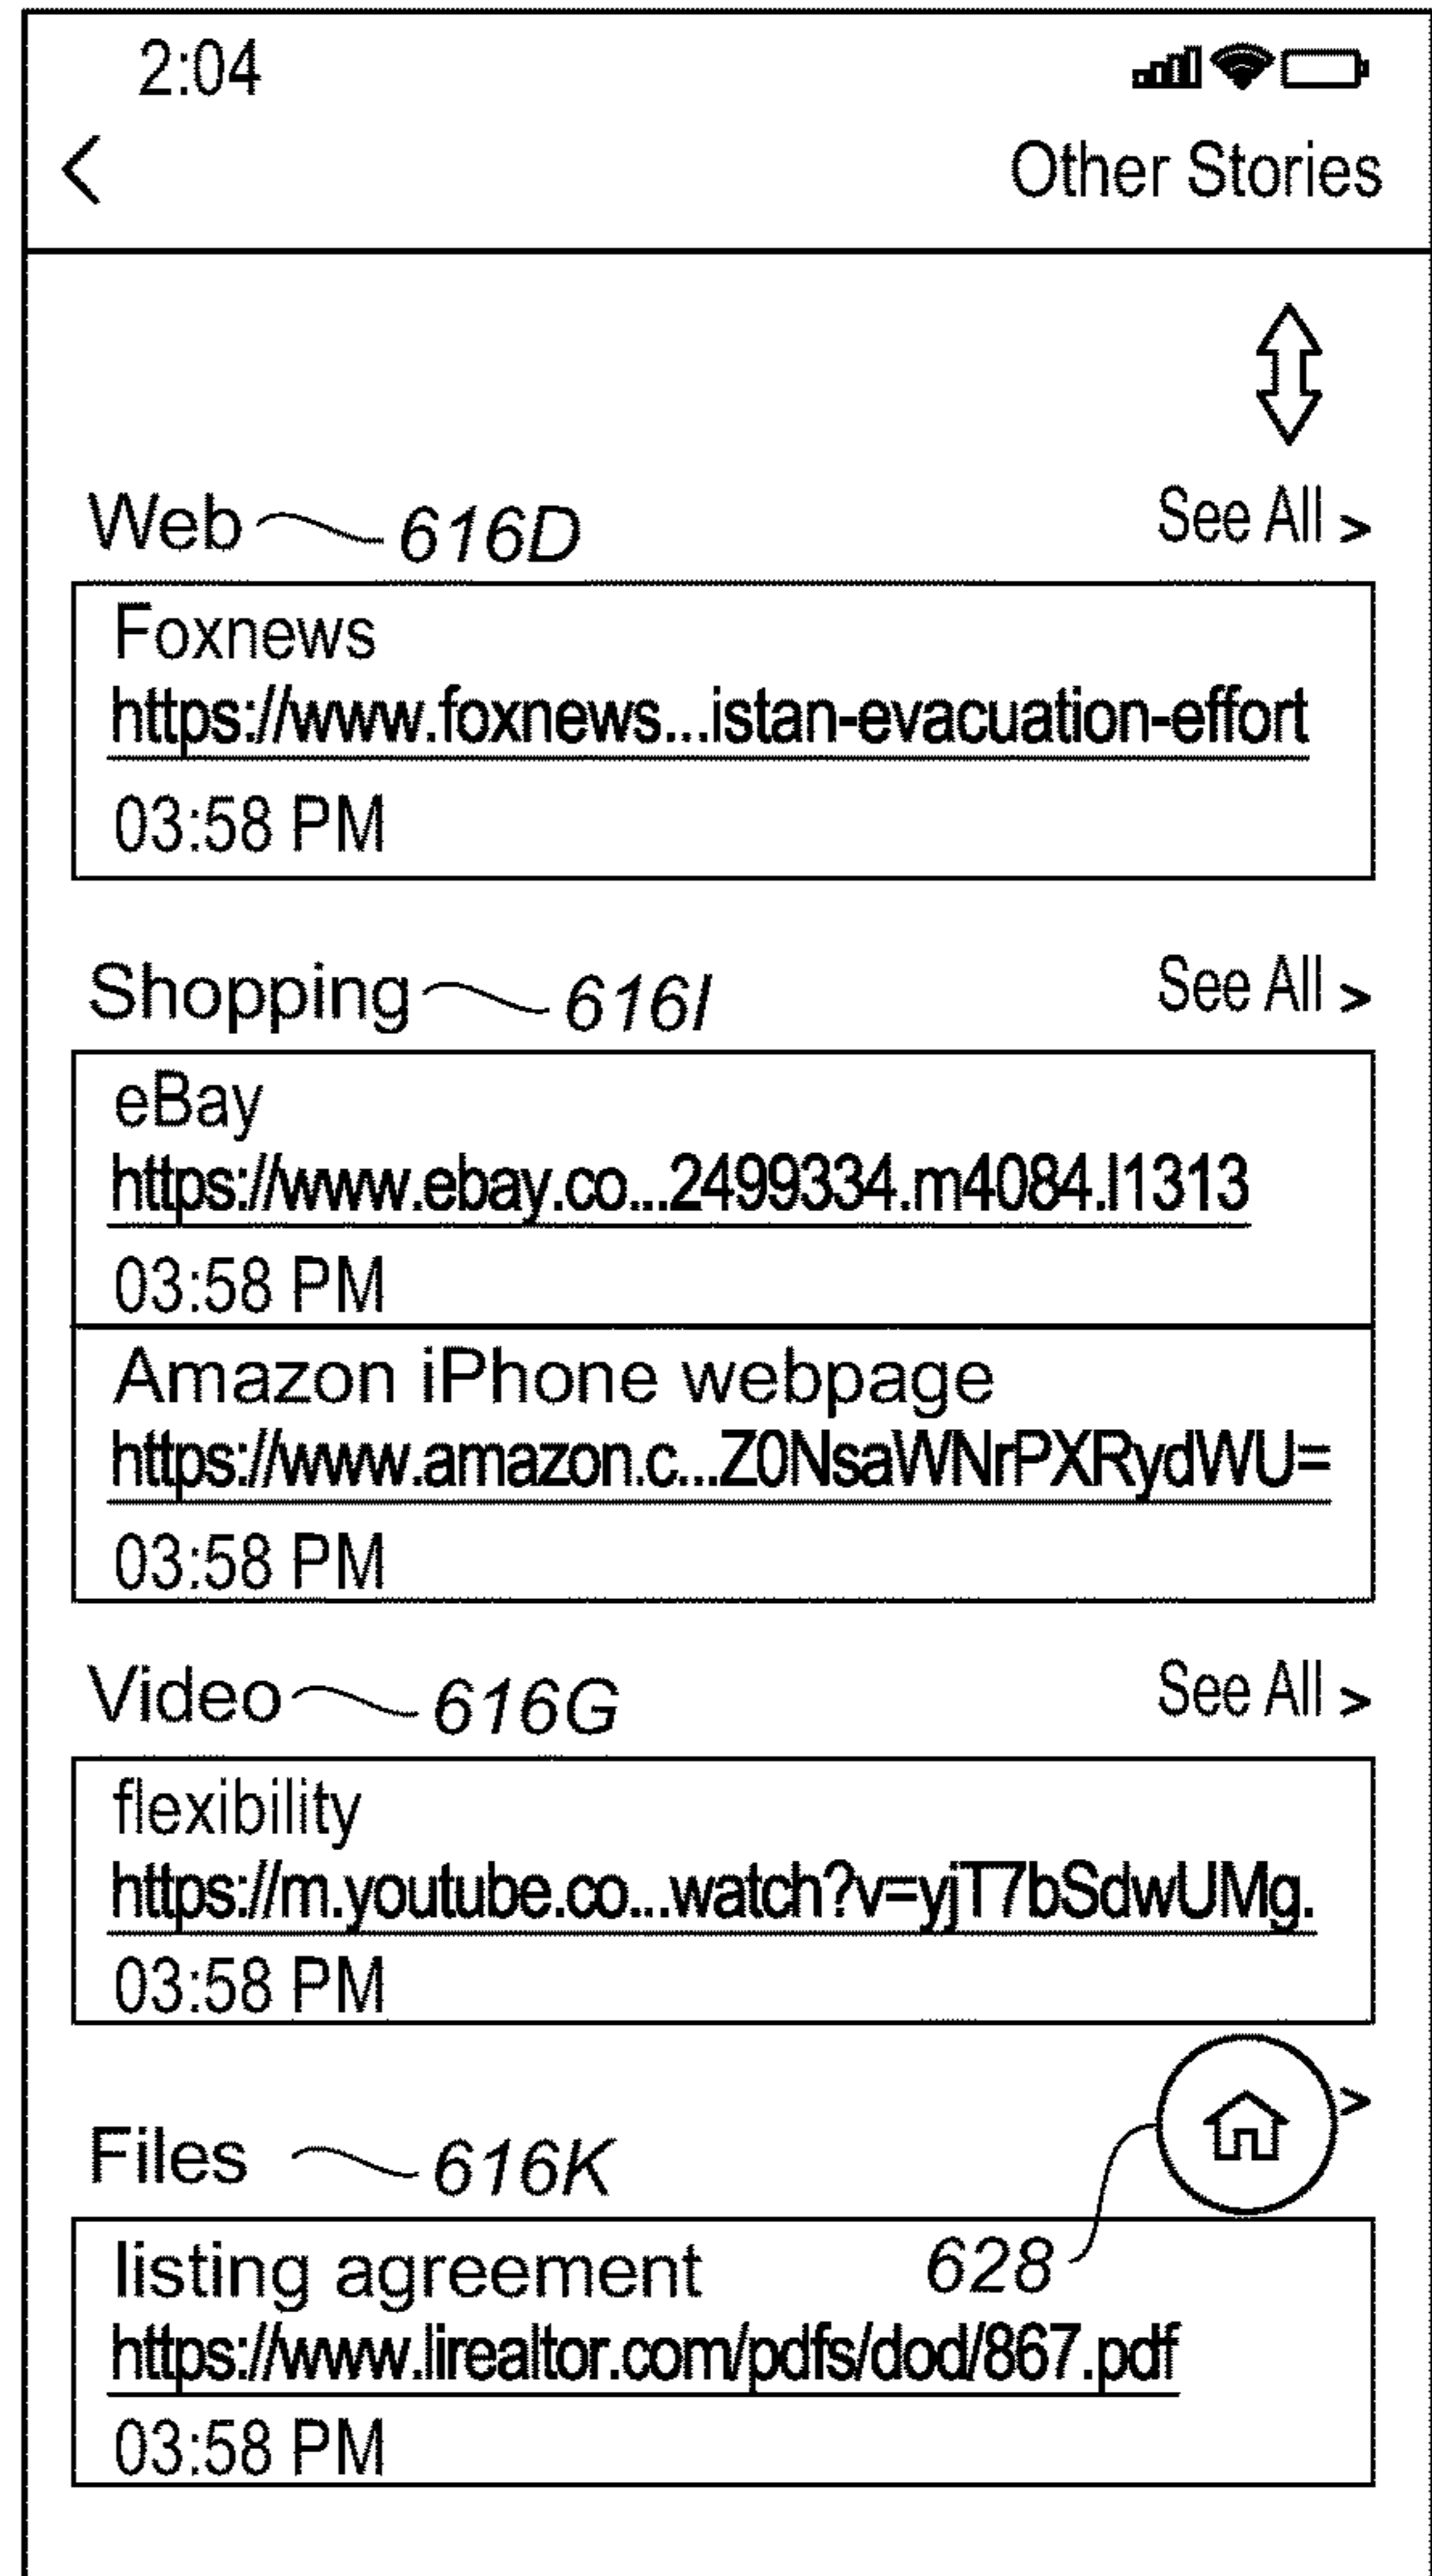 2:04
Other Stories
Web 616D See All >
Foxnews
https://www.foxnews...istan-evacuation-effort
03:58 PM
Shopping 616I See All >
eBay
https://www.ebay.co...2499334.m4084.l1313
03:58 PM
Amazon iPhone webpage
https://www.amazon.c...Z0NsaWNrPXRydWU=
03:58 PM
Video 616G See All >
flexibility
https://m.youtube.co...watch?v=yjT7bSdwUMg.
03:58 PM
>
Files 616K
listing agreement 628
https://www.lirealtor.com/pdfs/dod/867.pdf
03:58 PM